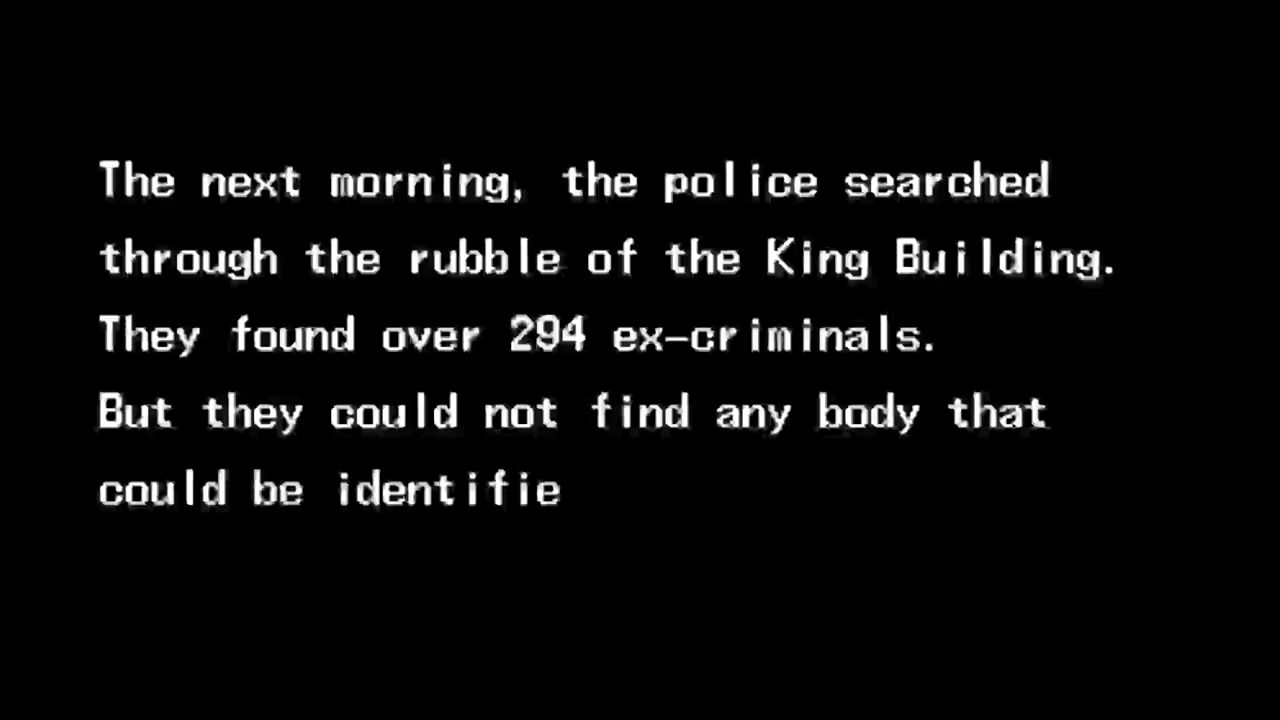 The next morning, the police searched
through the rubble of the King Building.
They found over 294 ex-criminals.
But they could not find any body that
could be identifie